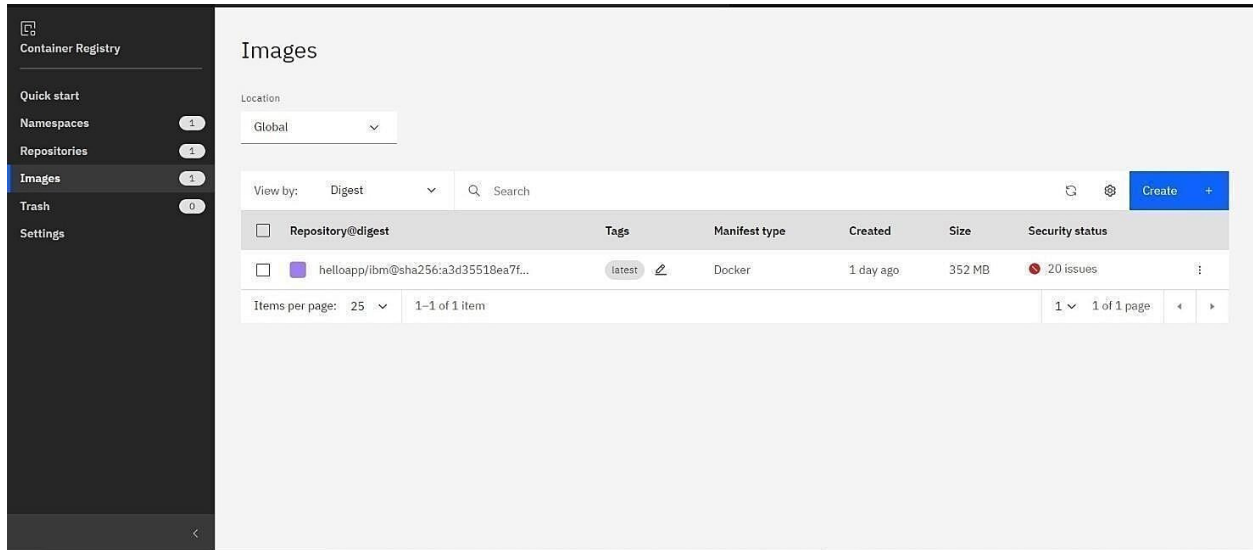 Container Registry
Quick start
Namespaces 1
Repositories 1
Images 1
Trash 0
Settings
Images
Location
Global
View by: Digest Search Create +
Repository@digest Tags Manifest type Created Size Security status
helloapp/ibm@sha256:a3d35518ea7f... latest Docker 1 day ago 352 MB 20 issues
Items per page: 25 1–1 of 1 item 1 1 of 1 page